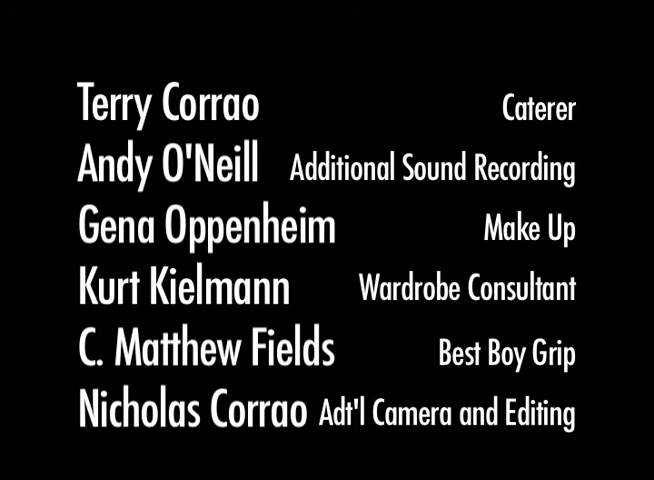 Terry Corrao Caterer
Andy O'Neill Additional Sound Recording
Gena Oppenheim Make Up
Kurt Kielmann Wardrobe Consultant
C. Matthew Fields Best Boy Grip
Nicholas Corrao Adt'l Camera and Editing